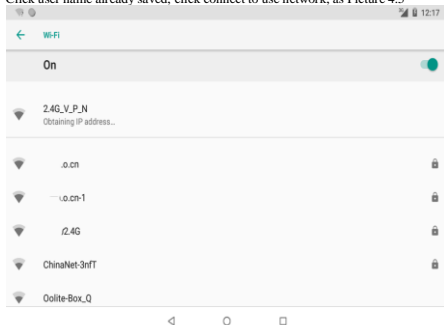 Click user name already saved, click connect to use network, as Picture 4.3
12:17
Wi-Fi
On
2.4G_V_P_N
Obtaining IP address...
.o.cn
.o.cn-1
/2.4G
ChinaNet-3nfT
Oolite-Box_Q